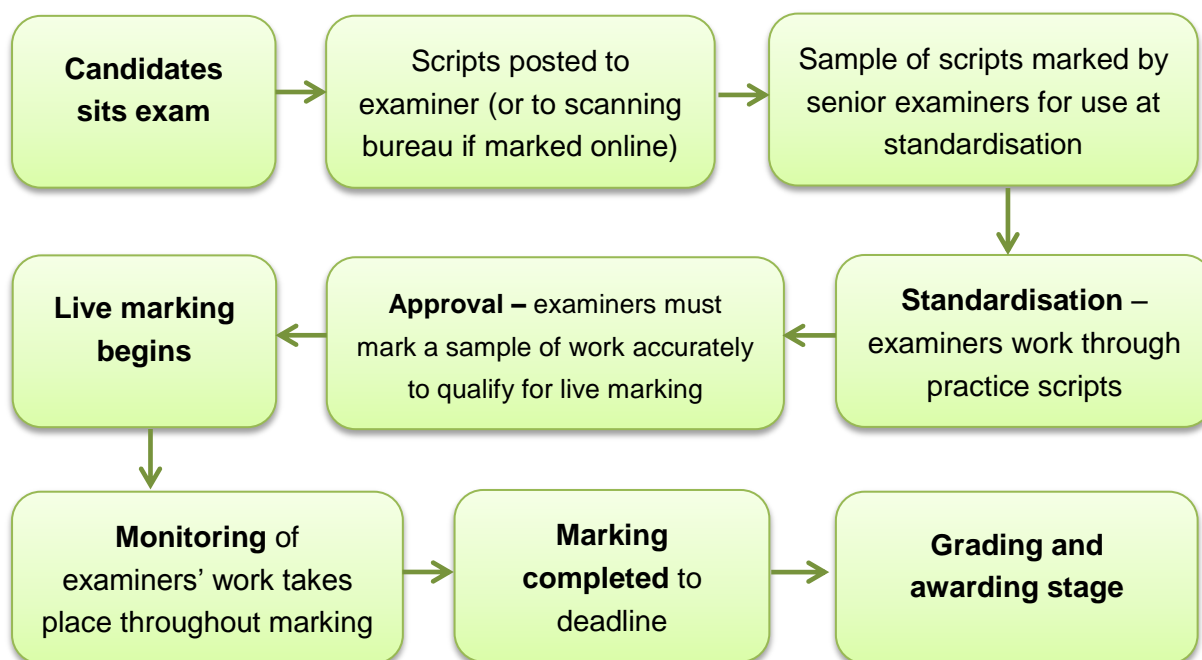 Candidates
sits exam
Scripts posted to
examiner (or to scanning
bureau if marked online)
Sample of scripts marked by
senior examiners for use at
standardisation
Standardisation –
examiners work through
practice scripts
Approval – examiners must
mark a sample of work accurately
to qualify for live marking
Live marking
begins
Monitoring of
examiners’ work takes
place throughout marking
Marking
completed to
deadline
Grading and
awarding stage